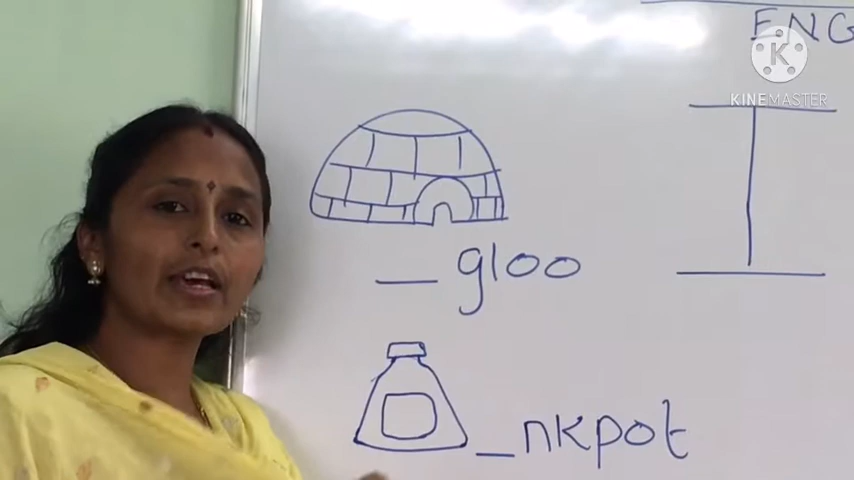 ENG
KINEMASTER
I
_gloo
_nkpot